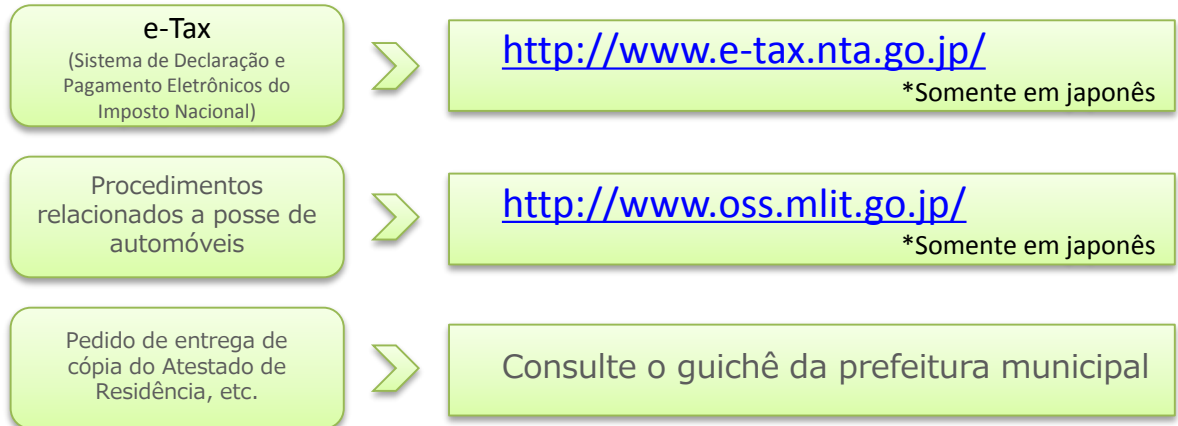 e-Tax
(Sistema de Declaração e
Pagamento Eletrônicos do
Imposto Nacional)
http://www.e-tax.nta.go.jp/
*Somente em japonês
Procedimentos
relacionados a posse de
automóveis
http://www.oss.mlit.go.jp/
*Somente em japonês
Pedido de entrega de
cópia do Atestado de
Residência, etc.
Consulte o guichê da prefeitura municipal